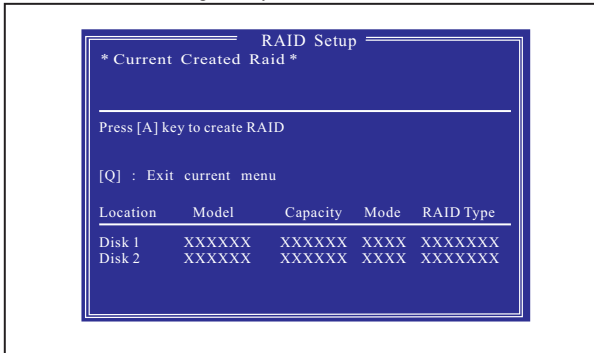 RAID Setup
* Current Created Raid *
Press [A] key to create RAID
[Q] : Exit current menu
Location Model Capacity Mode RAID Type
Disk 1 XXXXXX XXXXXX XXXX XXXXXXX
Disk 2 XXXXXX XXXXXX XXXX XXXXXXX